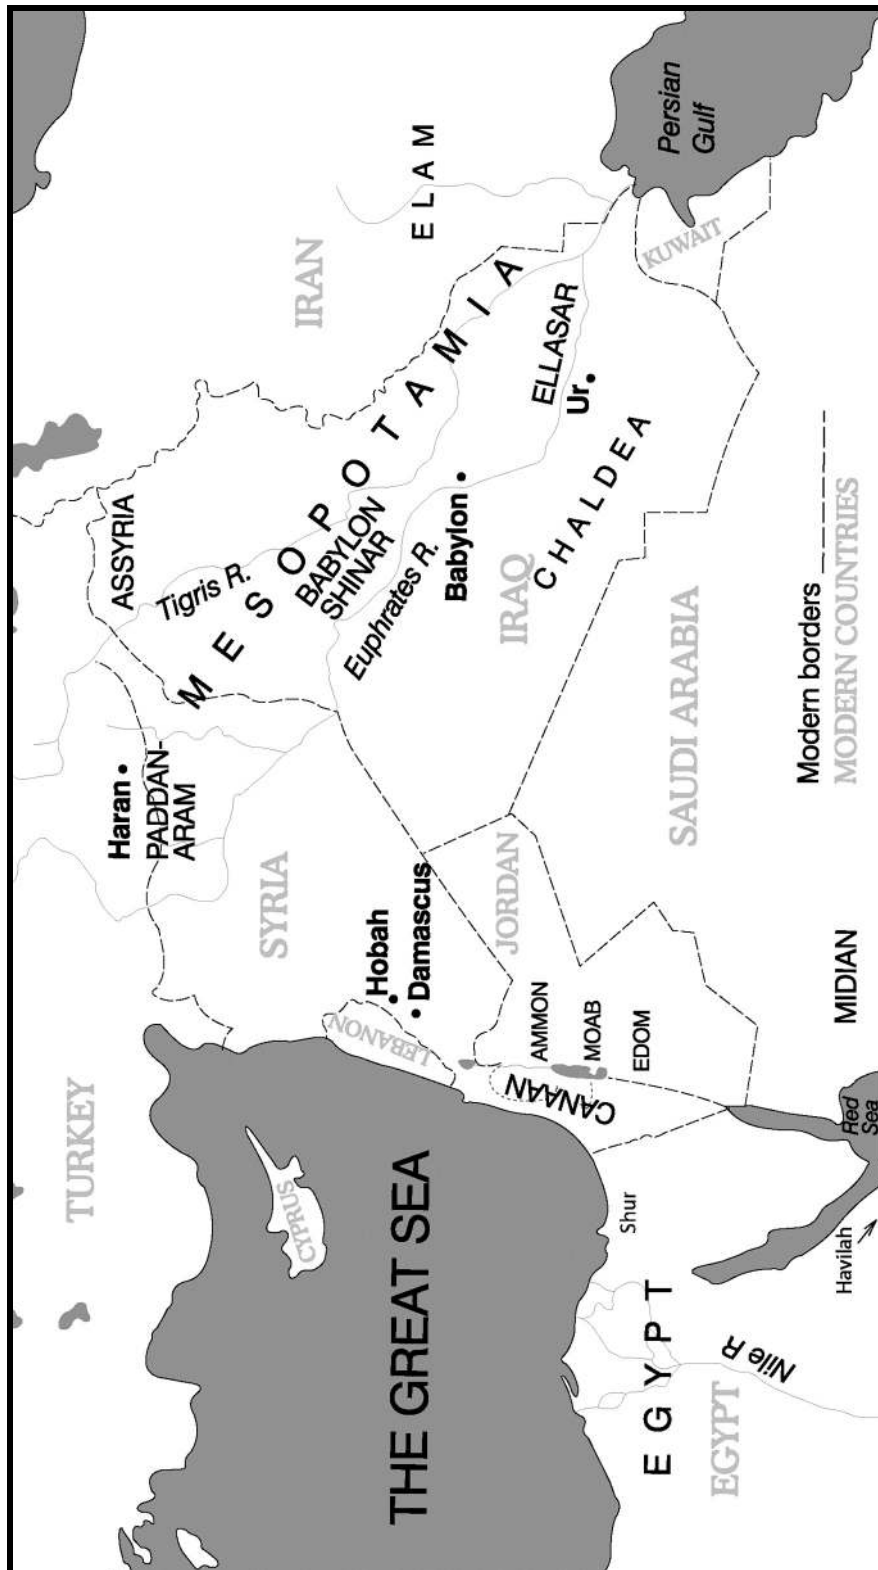 TURKEY
CYPRUS
THE GREAT SEA
EGYPT
EGYPT
Nile R
Shur
Havilah
Red
Sea
MIDIAN
CANAAN
AMMON
MOAB
EDOM
LEBANON
Hobah
Damascus
SYRIA
JORDAN
Haran
PADDAN-
ARAM
ASSYRIA
Tigris R.
MESOPOTAMIA
BABYLON
SHINAR
Euphrates R.
Babylon
IRAQ
CHALDEA
ELLASAR
Ur
IRAN
ELAM
KUWAIT
Persian
Gulf
SAUDI ARABIA
Modern borders
MODERN COUNTRIES